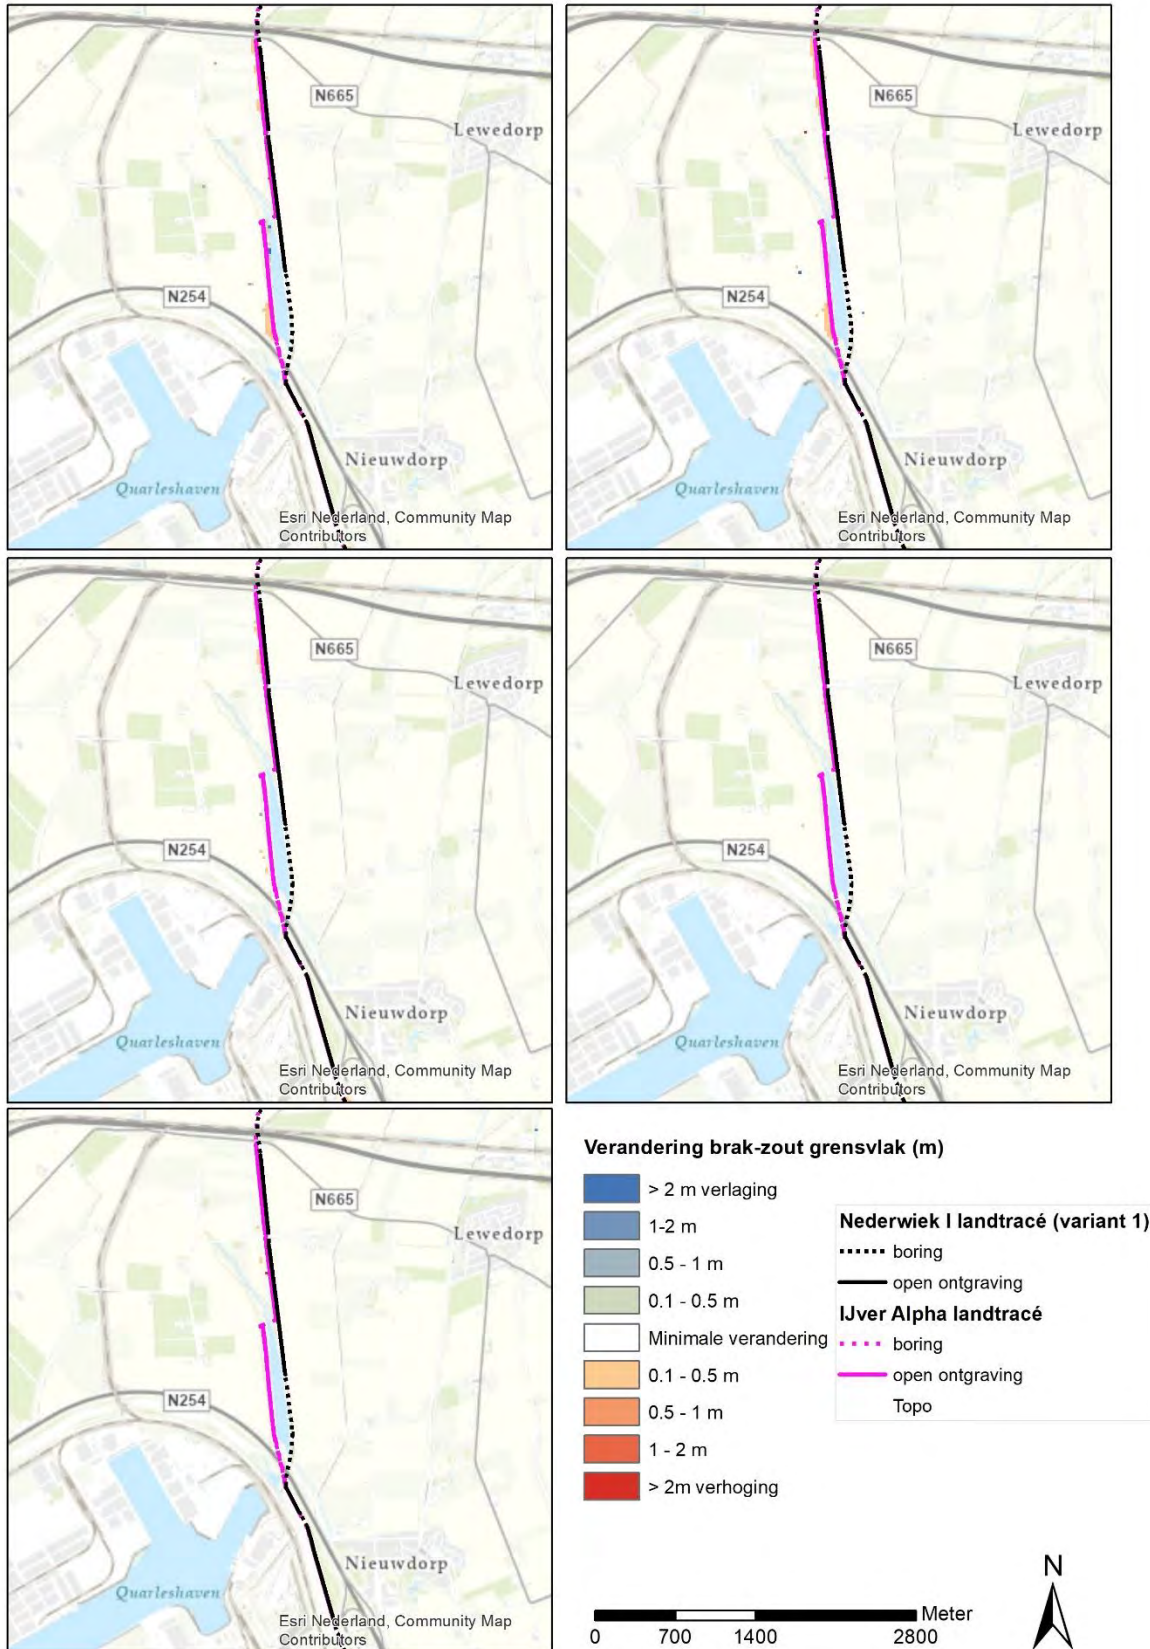 N665
Lewedorp
N254
Nieuwdorp
Quarleshaven
Esri Nederland, Community Map
Contributors
N665
Lewedorp
N254
Nieuwdorp
Quarleshaven
Esri Nederland, Community Map
Contributors
N665
Lewedorp
N254
Nieuwdorp
Quarleshaven
Esri Nederland, Community Map
Contributors
N665
Lewedorp
N254
Nieuwdorp
Quarleshaven
Esri Nederland, Community Map
Contributors
N665
Lewedorp
N254
Nieuwdorp
Quarleshaven
Esri Nederland, Community Map
Contributors
Verandering brak-zout grensvlak (m)
> 2 m verlaging
1-2 m
0.5 - 1 m
0.1 - 0.5 m
Minimale verandering
0.1 - 0.5 m
0.5 - 1 m
1 - 2 m
> 2m verhoging
Nederwiek I landtracé (variant 1)
boring
open ontgraving
IJver Alpha landtracé
boring
open ontgraving
Topo
N
Meter
0 700 1400 2800